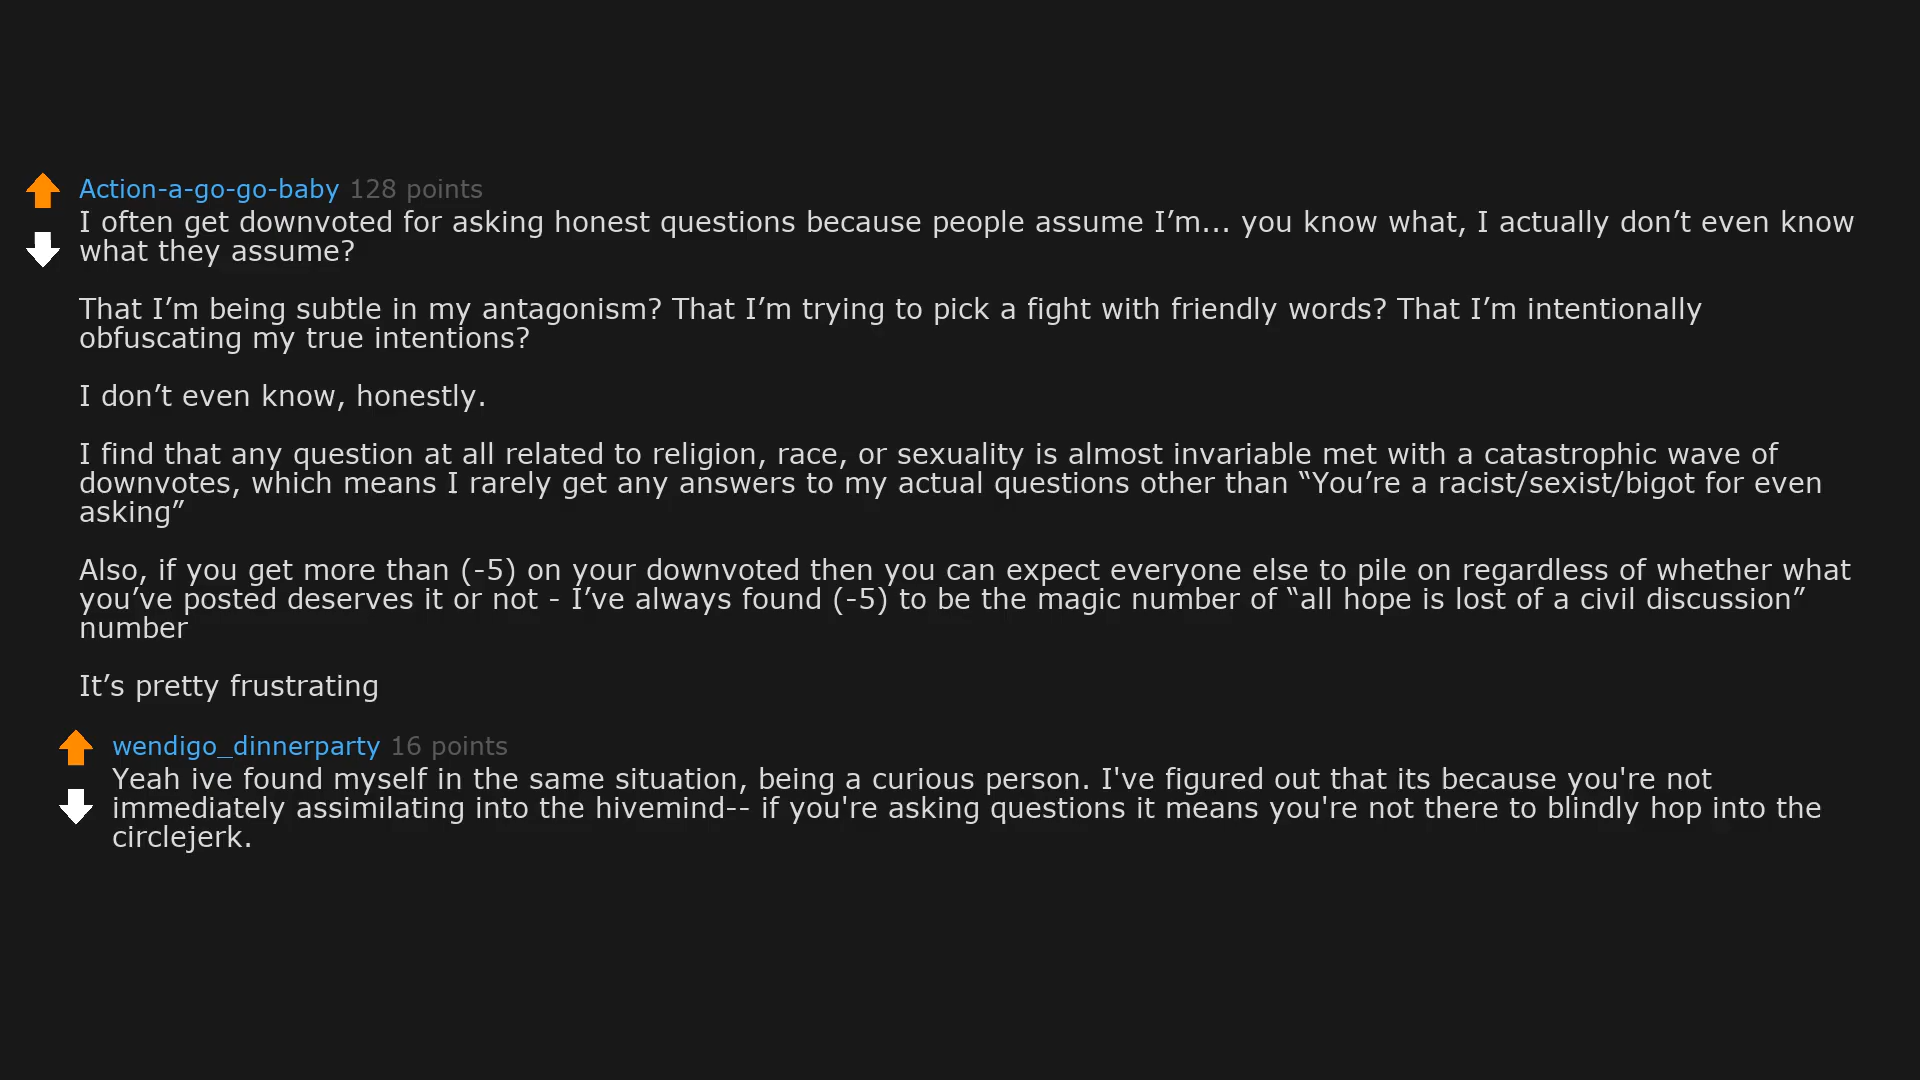 Action-a-go-go-baby 128 points
I often get downvoted for asking honest questions because people assume I’m... you know what, I actually don’t even know
what they assume?
That I’m being subtle in my antagonism? That I’m trying to pick a fight with friendly words? That I’m intentionally
obfuscating my true intentions?
I don’t even know, honestly.
I find that any question at all related to religion, race, or sexuality is almost invariable met with a catastrophic wave of
downvotes, which means I rarely get any answers to my actual questions other than “You’re a racist/sexist/bigot for even
asking”
Also, if you get more than (-5) on your downvoted then you can expect everyone else to pile on regardless of whether what
you’ve posted deserves it or not - I’ve always found (-5) to be the magic number of “all hope is lost of a civil discussion”
number
It’s pretty frustrating
wendigo_dinnerparty 16 points
Yeah ive found myself in the same situation, being a curious person. I've figured out that its because you're not
immediately assimilating into the hivemind-- if you're asking questions it means you're not there to blindly hop into the
circlejerk.